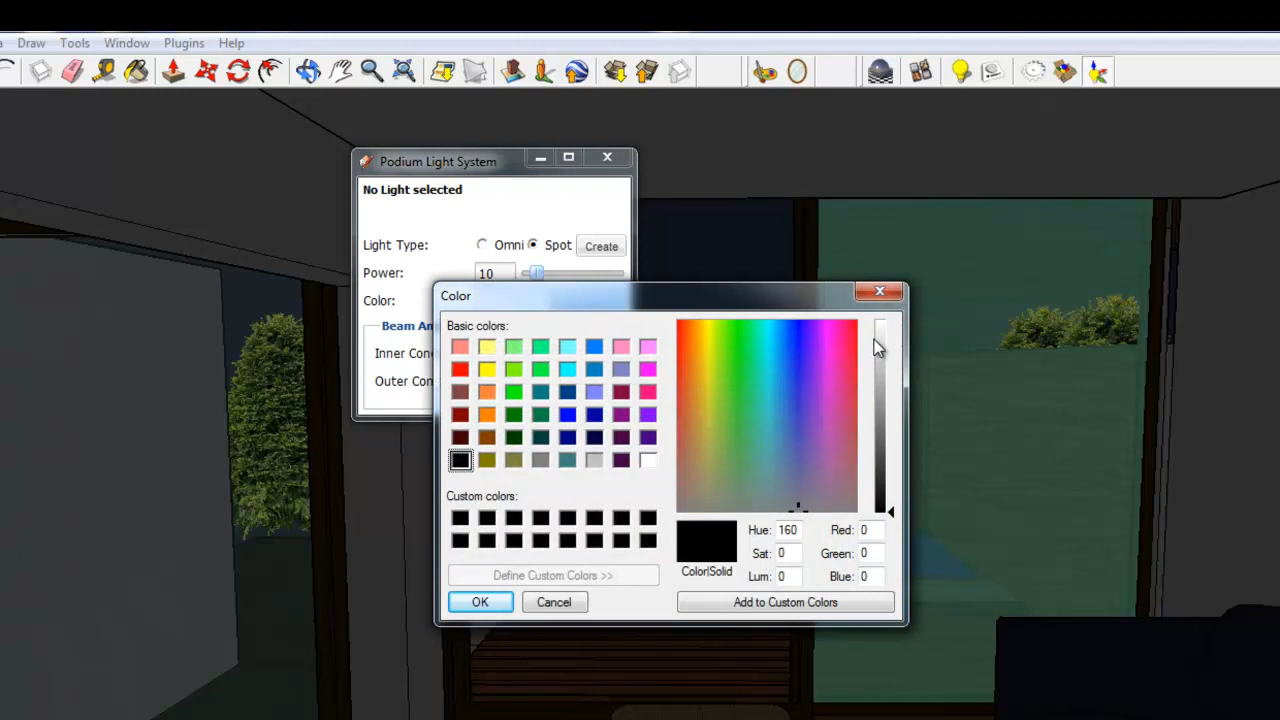 a Draw Tools Window Plugins Help
Podium Light System
No Light selected
Light Type: Omni Spot Create
Power: 10
Color:
Color
Beam An
Inner Con
Outer Con
Basic colors:
Custom colors:
Define Custom Colors >>
OK Cancel
Color|Solid
Hue: 160 Red: 0
Sat: 0 Green: 0
Lum: 0 Blue: 0
Add to Custom Colors